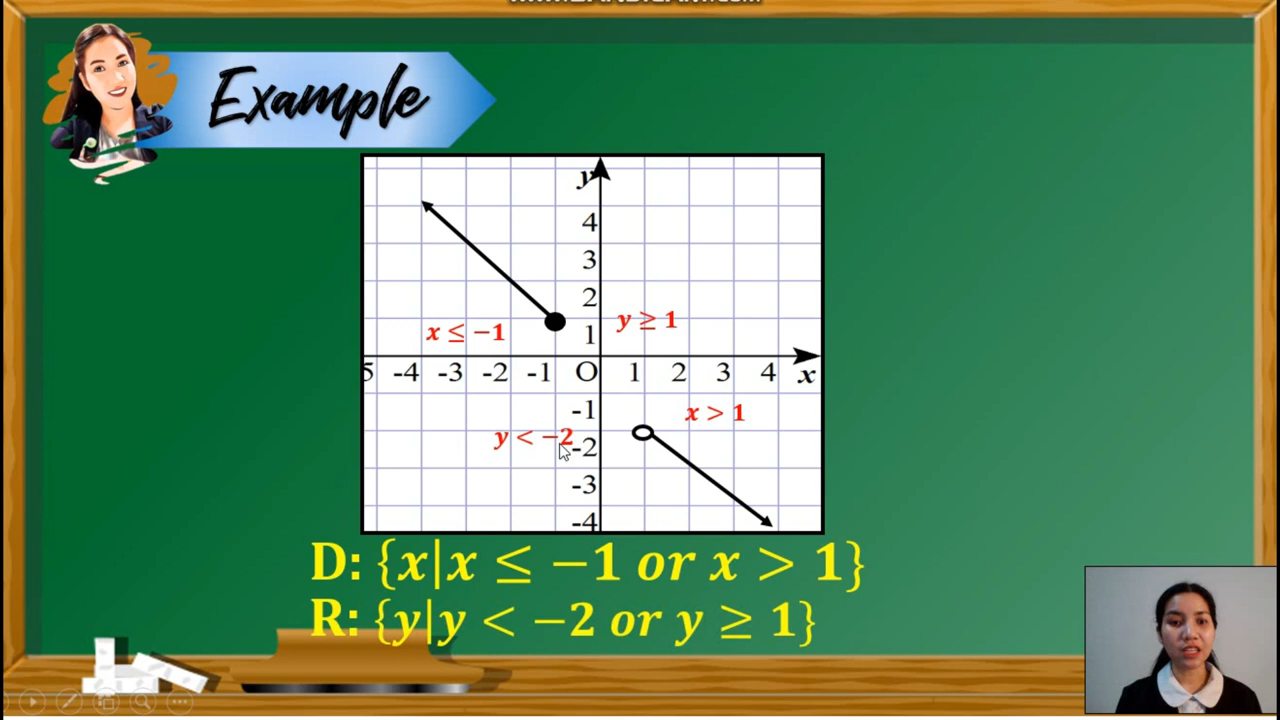 Example
y
4
3
2
y ≥ 1
x ≤ −1
1
5 -4 -3 -2 -1 O 1 2 3 4 x
-1
x > 1
y < −2
-2
-3
-4
D: {x|x ≤ −1 or x > 1}
R: {y|y < −2 or y ≥ 1}